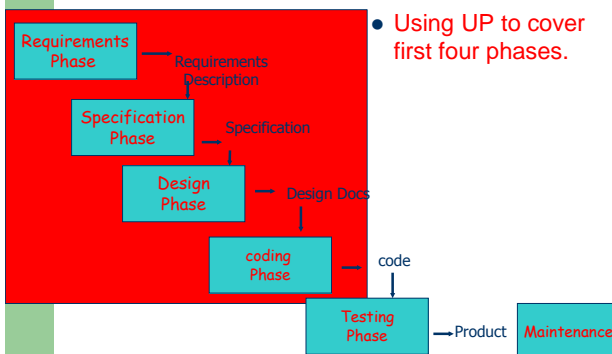 ● Using UP to cover
first four phases.
Requirements
Phase
Requirements
Description
Specification
Phase
Specification
Design
Phase
Design Docs
coding
Phase
code
Testing
Phase
Product
Maintenance